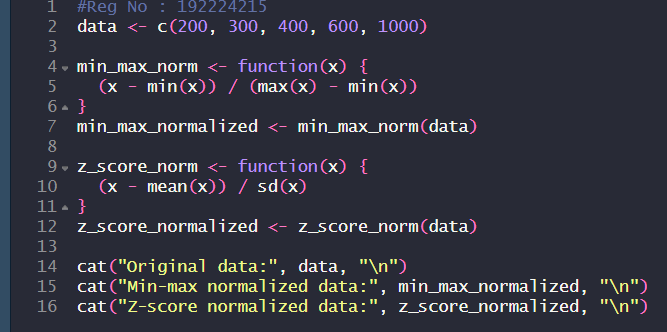 1 #Reg No : 192224215
2 data <- c(200, 300, 400, 600, 1000)
3
4 min_max_norm <- function(x) {
5   (x - min(x)) / (max(x) - min(x))
6 }
7 min_max_normalized <- min_max_norm(data)
8
9 z_score_norm <- function(x) {
10   (x - mean(x)) / sd(x)
11 }
12 z_score_normalized <- z_score_norm(data)
13
14 cat("Original data:", data, "\n")
15 cat("Min-max normalized data:", min_max_normalized, "\n")
16 cat("Z-score normalized data:", z_score_normalized, "\n")